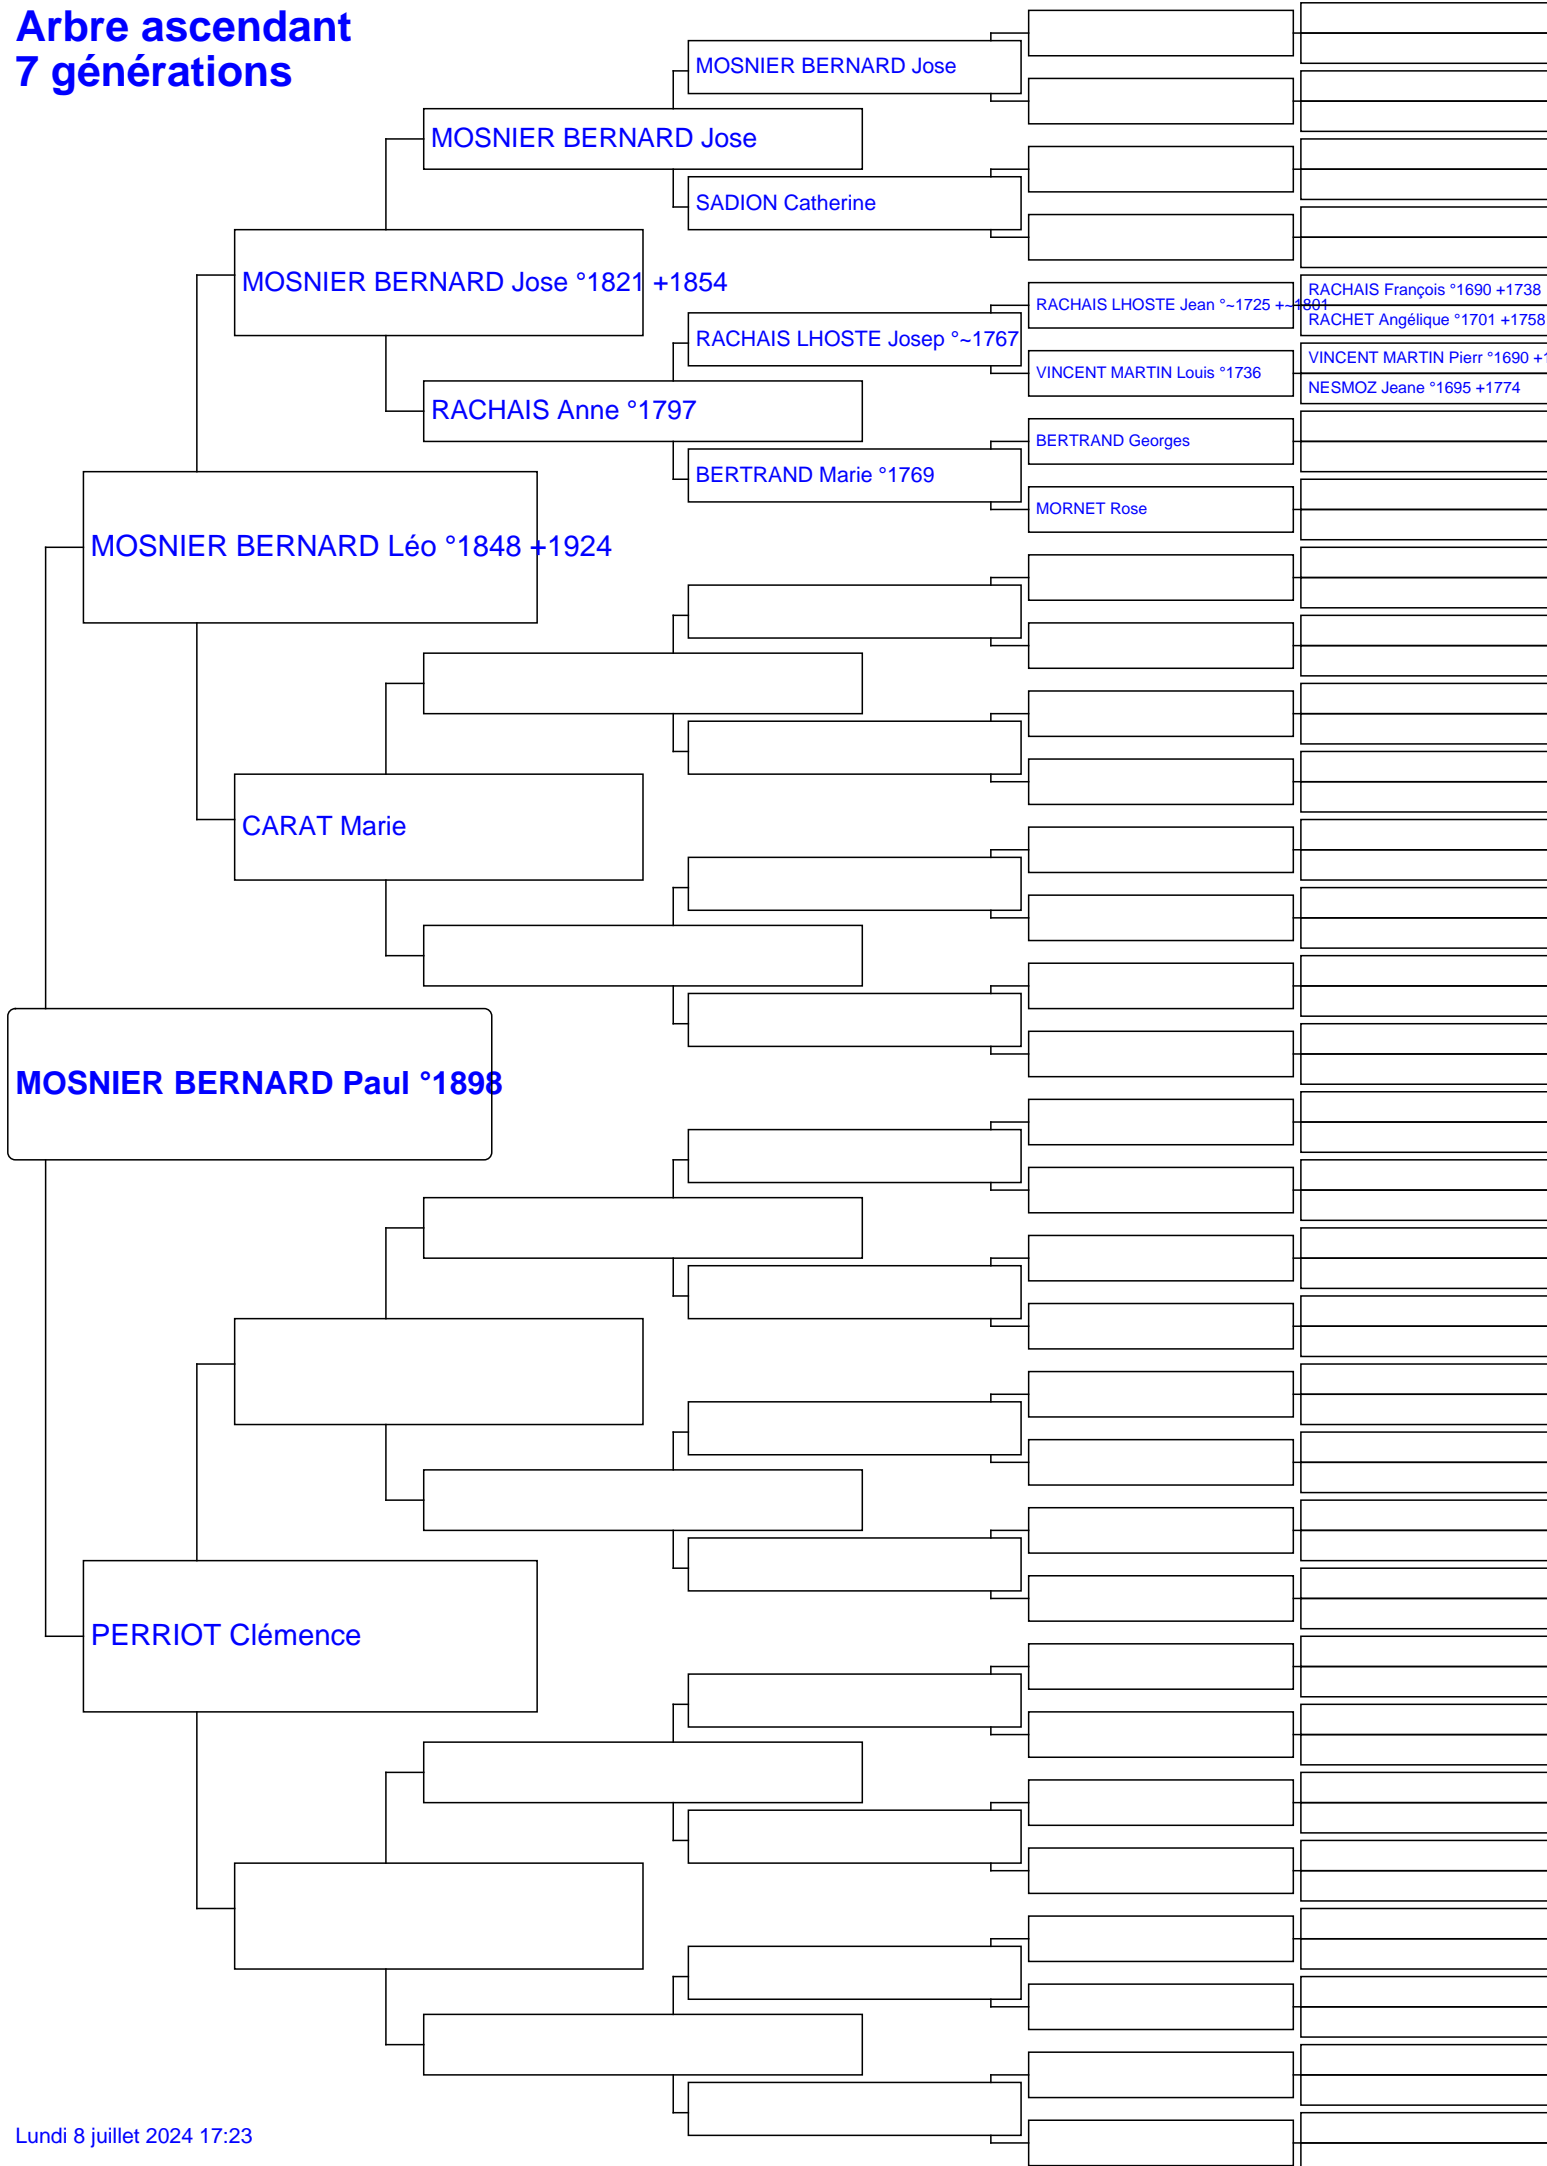 Arbre ascendant
7 générations
MOSNIER BERNARD Jose
MOSNIER BERNARD Jose
SADION Catherine
MOSNIER BERNARD Jose °1821 +1854
RACHAIS LHOSTE Jean °~1725 +~1801
RACHAIS François °1690 +1738
RACHET Angélique °1701 +1758
RACHAIS LHOSTE Josep °~1767
VINCENT MARTIN Louis °1736
VINCENT MARTIN Pierr °1690 +1
NESMOZ Jeane °1695 +1774
RACHAIS Anne °1797
BERTRAND Georges
BERTRAND Marie °1769
MORNET Rose
MOSNIER BERNARD Léo °1848 +1924
CARAT Marie
MOSNIER BERNARD Paul °1898
PERRIOT Clémence
Lundi 8 juillet 2024 17:23